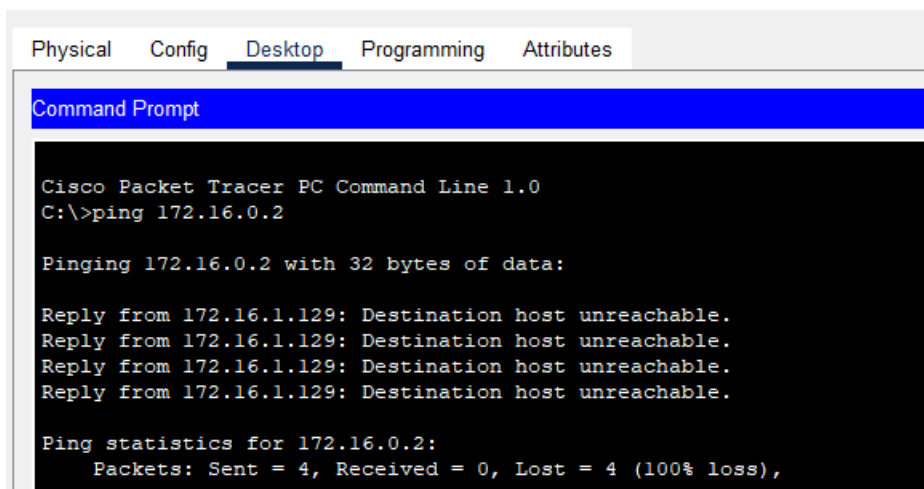 Physical Config Desktop Programming Attributes
Command Prompt
Cisco Packet Tracer PC Command Line 1.0
C:\>ping 172.16.0.2
Pinging 172.16.0.2 with 32 bytes of data:
Reply from 172.16.1.129: Destination host unreachable.
Reply from 172.16.1.129: Destination host unreachable.
Reply from 172.16.1.129: Destination host unreachable.
Reply from 172.16.1.129: Destination host unreachable.
Ping statistics for 172.16.0.2:
Packets: Sent = 4, Received = 0, Lost = 4 (100% loss),